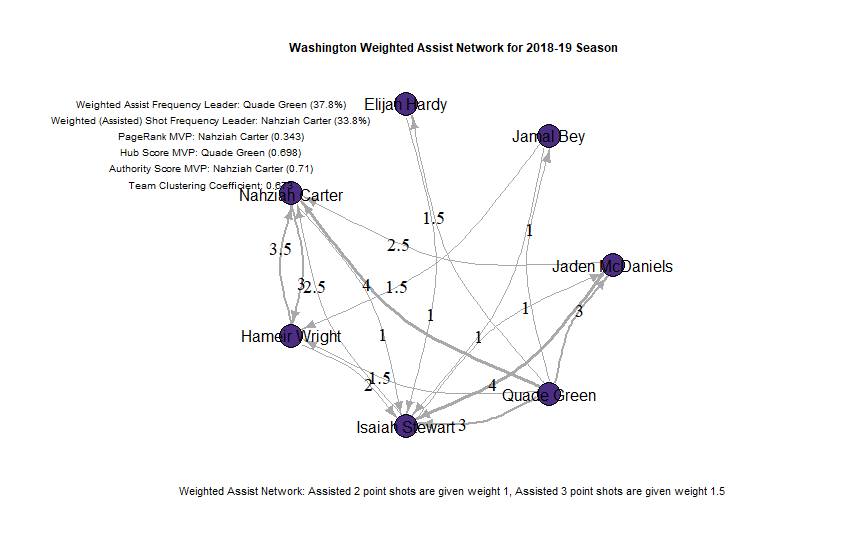 Washington Weighted Assist Network for 2018-19 Season
Weighted Assist Frequency Leader: Quade Green (37.8%)
Elijah Hardy
Weighted (Assisted) Shot Frequency Leader: Nahziah Carter (33.8%)
PageRank MVP: Nahziah Carter (0.343)
Jamal Bey
Hub Score MVP: Quade Green (0.698)
Authority Score MVP: Nahziah Carter (0.71)
Team Clustering Coefficient:
Nahziah Carter
1.5
1
2.5
3.5
Jaden McDaniels
3
2.5
4
1.5
1
1
3
Hameir Wright
1
1
1.5
2
4
Quade Green
Isaiah Stewart
3
Weighted Assist Network: Assisted 2 point shots are given weight 1, Assisted 3 point shots are given weight 1.5